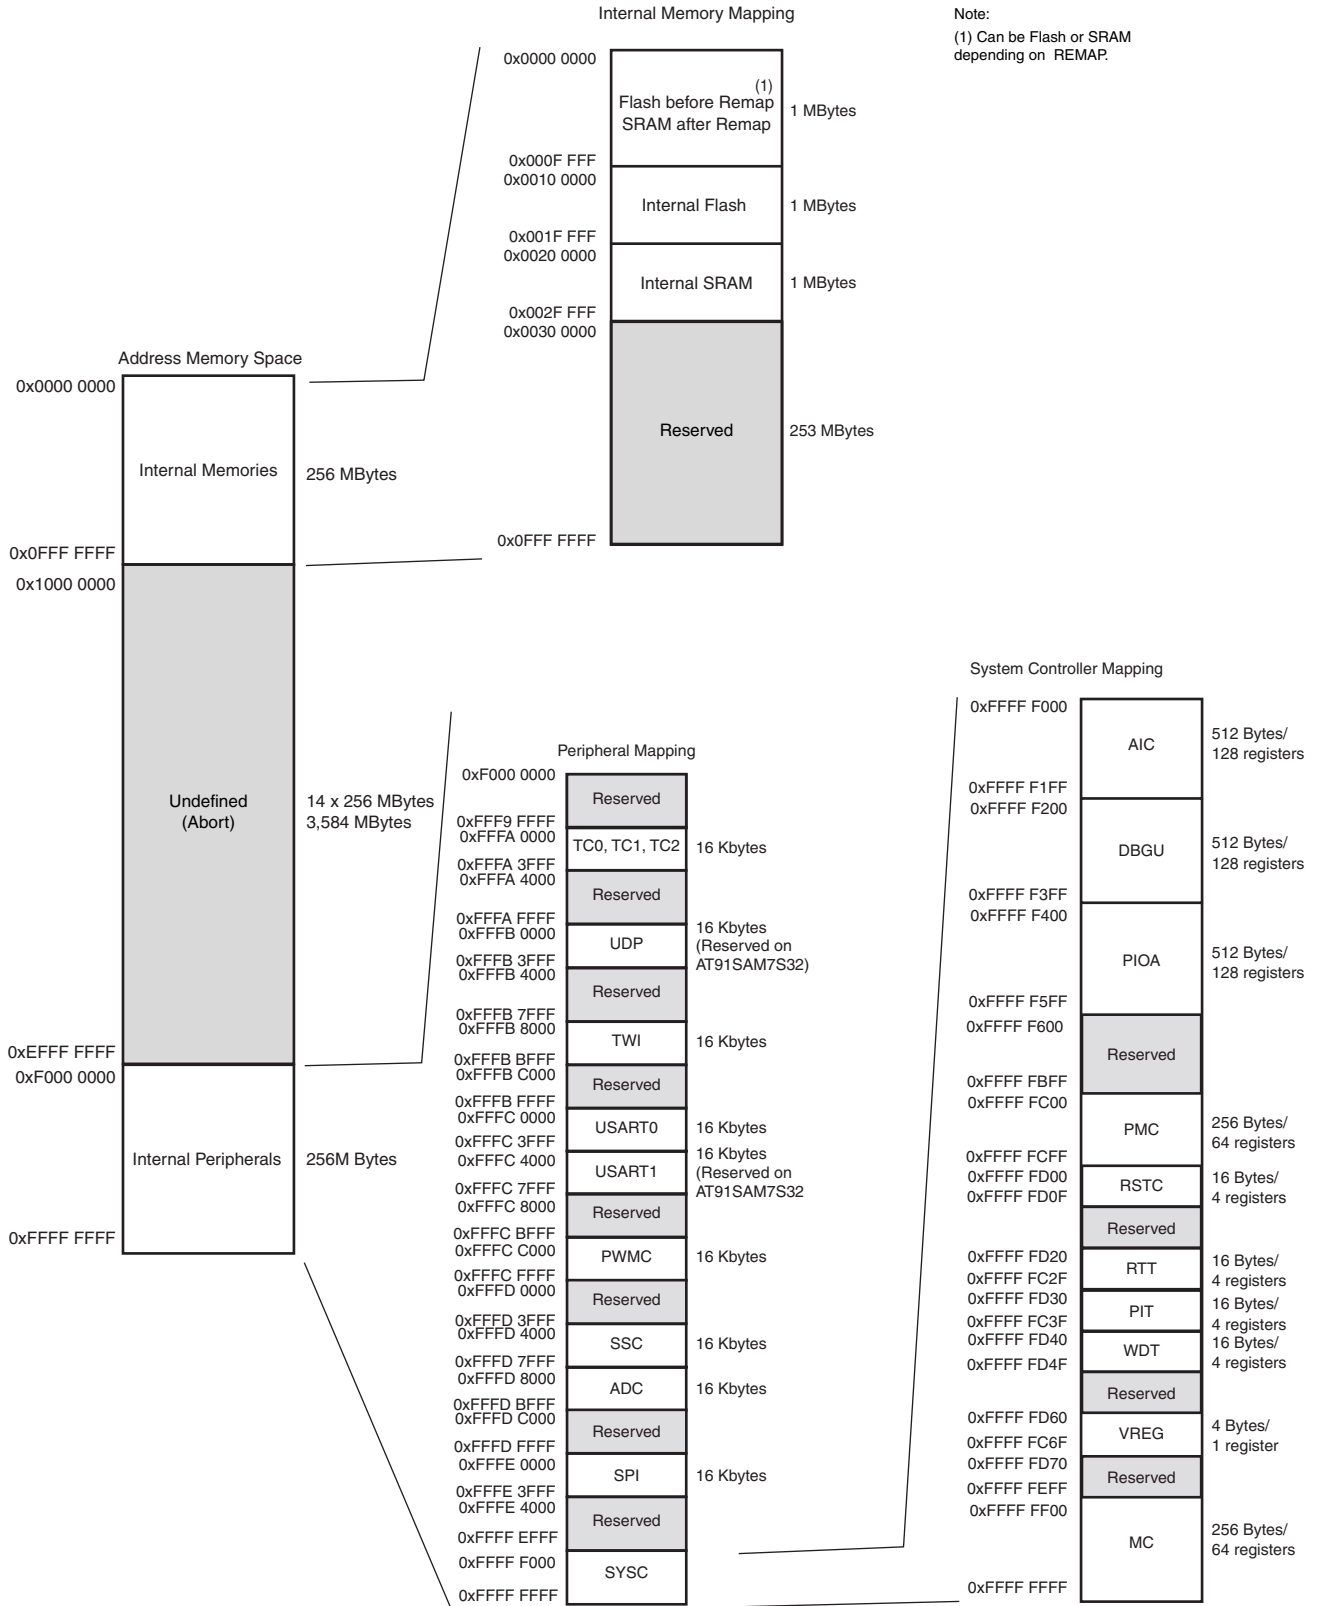 Internal Memory Mapping
Note:
(1) Can be Flash or SRAM
depending on REMAP.
0x0000 0000
(1)
Flash before Remap
SRAM after Remap
1 MBytes
0x000F FFF
0x0010 0000
Internal Flash
1 MBytes
0x001F FFF
0x0020 0000
Internal SRAM
1 MBytes
0x002F FFF
0x0030 0000
Reserved
253 MBytes
0x0FFF FFFF
Address Memory Space
0x0000 0000
Internal Memories
256 MBytes
0x0FFF FFFF
0x1000 0000
Undefined
(Abort)
14 x 256 MBytes
3,584 MBytes
0xEFFF FFFF
0xF000 0000
Internal Peripherals
256M Bytes
0xFFFF FFFF
Peripheral Mapping
0xF000 0000
Reserved
0xFFF9 FFFF
0xFFFA 0000
TC0, TC1, TC2
16 Kbytes
0xFFFA 3FFF
0xFFFA 4000
Reserved
0xFFFA FFFF
0xFFFB 0000
UDP
16 Kbytes
(Reserved on
AT91SAM7S32)
0xFFFB 3FFF
0xFFFB 4000
Reserved
0xFFFB 7FFF
0xFFFB 8000
TWI
16 Kbytes
0xFFFB BFFF
0xFFFB C000
Reserved
0xFFFB FFFF
0xFFFC 0000
USART0
16 Kbytes
0xFFFC 3FFF
0xFFFC 4000
USART1
16 Kbytes
(Reserved on
AT91SAM7S32
0xFFFC 7FFF
0xFFFC 8000
Reserved
0xFFFC BFFF
0xFFFC C000
PWMC
16 Kbytes
0xFFFC FFFF
0xFFFD 0000
Reserved
0xFFFD 3FFF
0xFFFD 4000
SSC
16 Kbytes
0xFFFD 7FFF
0xFFFD 8000
ADC
16 Kbytes
0xFFFD BFFF
0xFFFD C000
Reserved
0xFFFD FFFF
0xFFFE 0000
SPI
16 Kbytes
0xFFFE 3FFF
0xFFFE 4000
Reserved
0xFFFF EFFF
0xFFFF F000
SYSC
0xFFFF FFFF
System Controller Mapping
0xFFFF F000
AIC
512 Bytes/
128 registers
0xFFFF F1FF
0xFFFF F200
DBGU
512 Bytes/
128 registers
0xFFFF F3FF
0xFFFF F400
PIOA
512 Bytes/
128 registers
0xFFFF F5FF
0xFFFF F600
Reserved
0xFFFF FBFF
0xFFFF FC00
PMC
256 Bytes/
64 registers
0xFFFF FCFF
0xFFFF FD00
RSTC
16 Bytes/
4 registers
0xFFFF FD0F
Reserved
0xFFFF FD20
RTT
16 Bytes/
4 registers
0xFFFF FC2F
0xFFFF FD30
PIT
16 Bytes/
4 registers
0xFFFF FC3F
0xFFFF FD40
WDT
16 Bytes/
4 registers
0xFFFF FD4F
Reserved
0xFFFF FD60
VREG
4 Bytes/
1 register
0xFFFF FC6F
0xFFFF FD70
Reserved
0xFFFF FEFF
0xFFFF FF00
MC
256 Bytes/
64 registers
0xFFFF FFFF